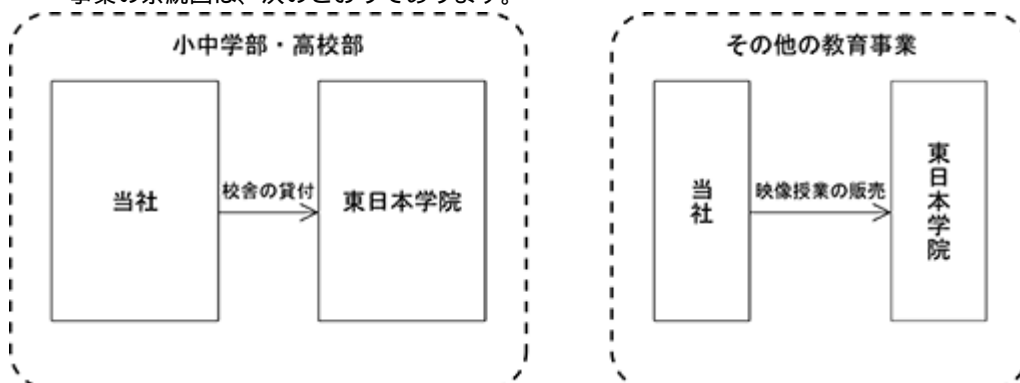 事業の系統図は、次のとおりであります。
小中学部・高校部
当社
校舎の貸付
東日本学院
その他の教育事業
当社
映像授業の販売
東日本学院